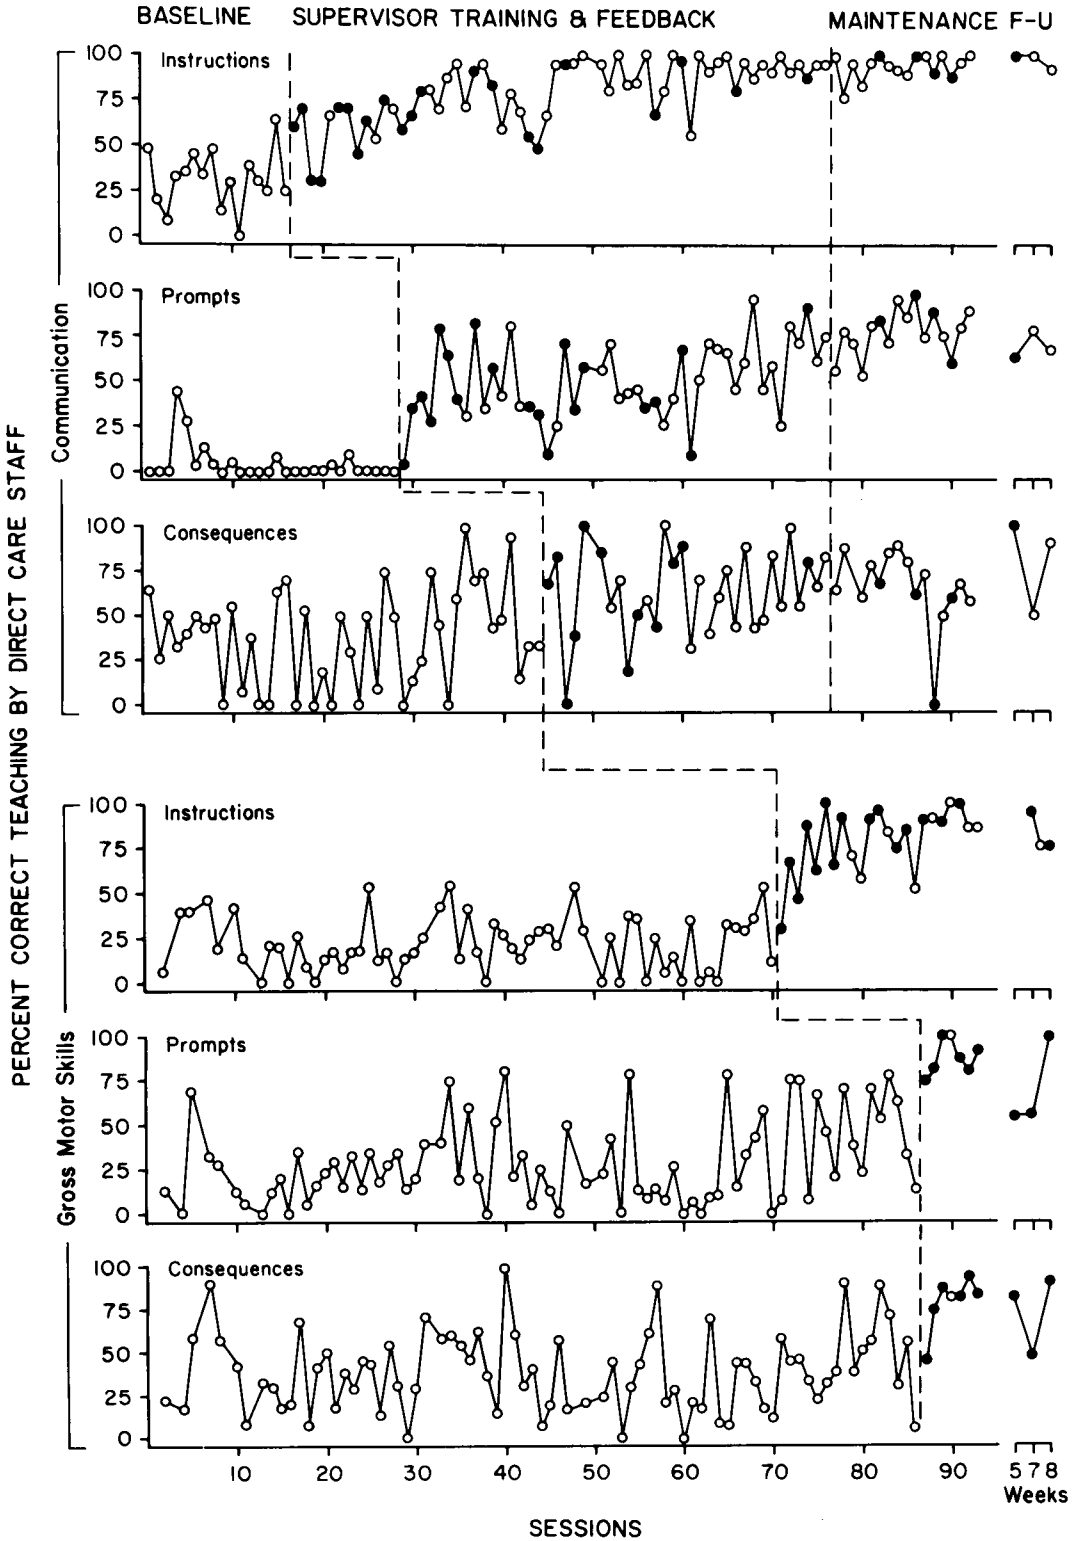 BASELINE SUPERVISOR TRAINING & FEEDBACK MAINTENANCE F-U
PERCENT CORRECT TEACHING BY DIRECT CARE STAFF
Communication
Instructions
100
75
50
25
0
Prompts
100
75
50
25
0
Consequences
100
75
50
25
0
Gross Motor Skills
Instructions
100
75
50
25
0
Prompts
100
75
50
25
0
Consequences
100
75
50
25
0
10 20 30 40 50 60 70 80 90 5 7 8
Weeks
SESSIONS